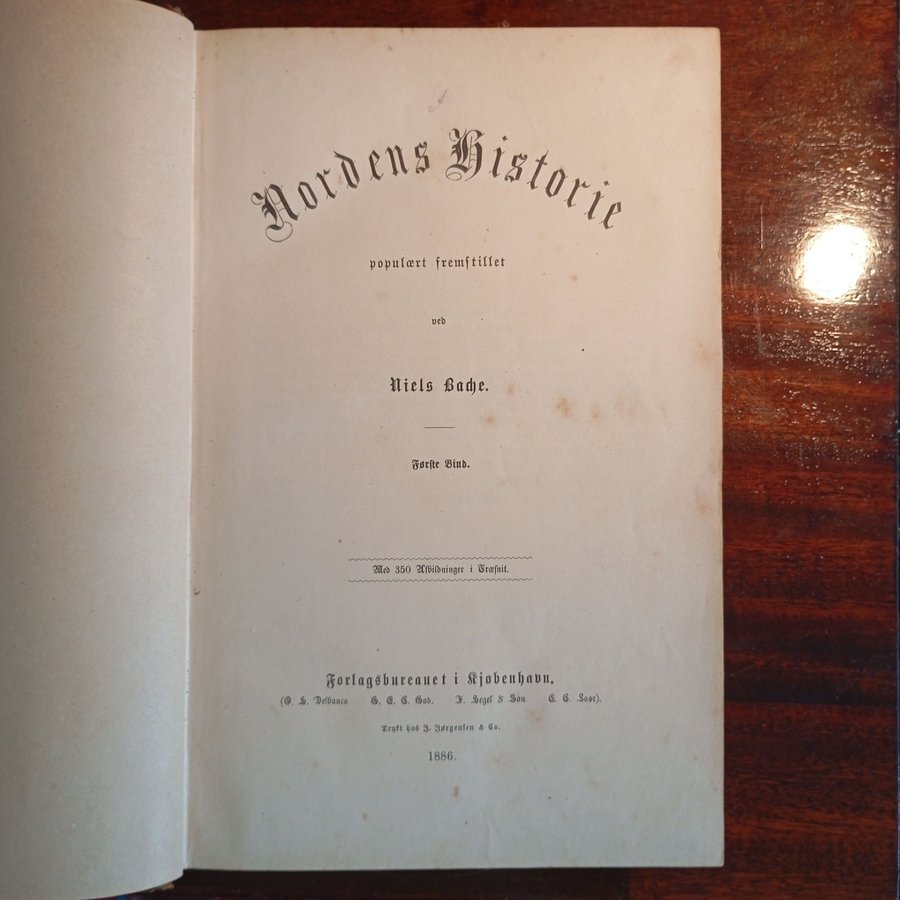 Nordens Historie
populært fremstillet
ved
Niels Bache.
Første Bind.
Med 350 Afbildninger i Træsnit.
Forlagsbureauet i Kjøbenhavn.
(O. H. Delbanco. G. E. C. Gad. F. Hegel & Søn. C. C. Lose).
Trykt hos J. Jørgensen & Co.
1886.